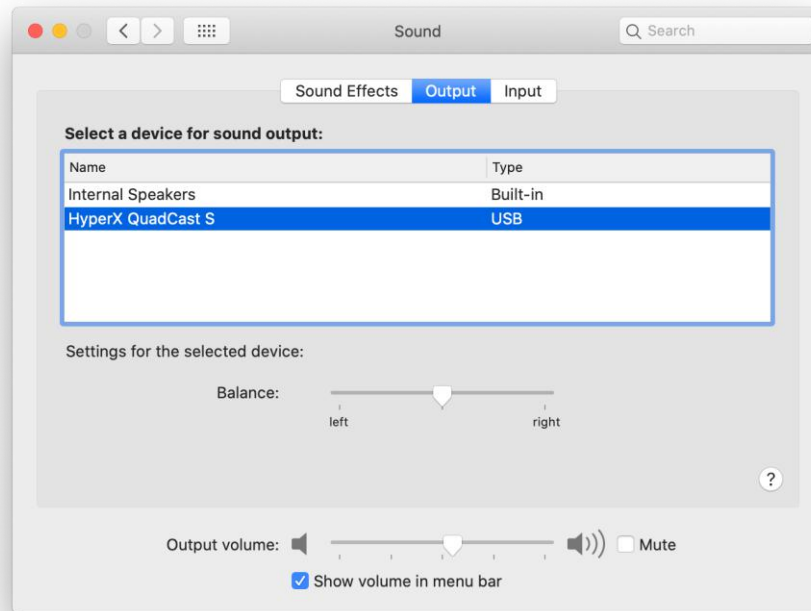 Sound
Search
Sound Effects Output Input
Select a device for sound output:
Name Type
Internal Speakers Built-in
HyperX QuadCast S USB
Settings for the selected device:
Balance:
left right
?
Output volume: Mute
Show volume in menu bar